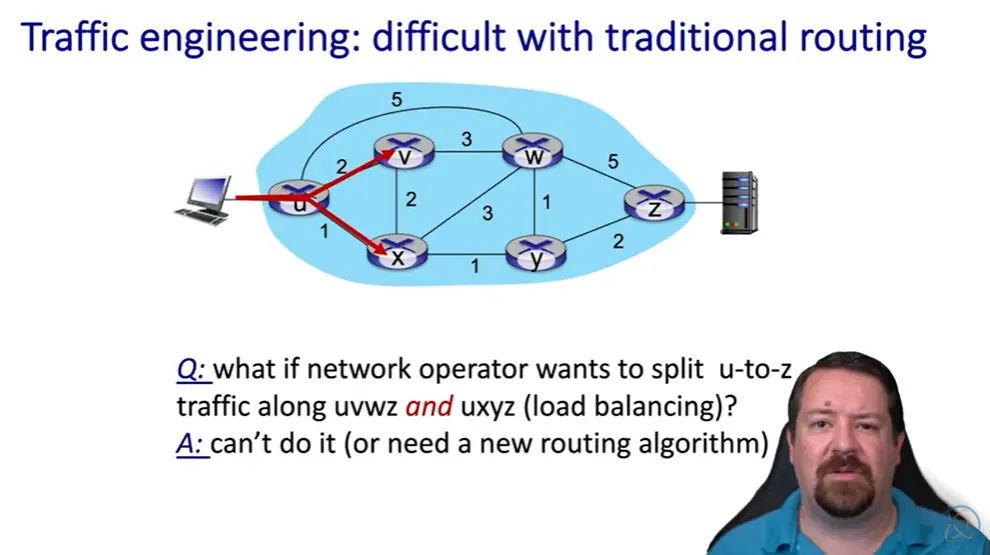 Traffic engineering: difficult with traditional routing
5
2
v
3
w
5
u
2
3
1
z
1
x
1
y
2
Q: what if network operator wants to split u-to-z
traffic along uvwz and uxyz (load balancing)?
A: can’t do it (or need a new routing algorithm)